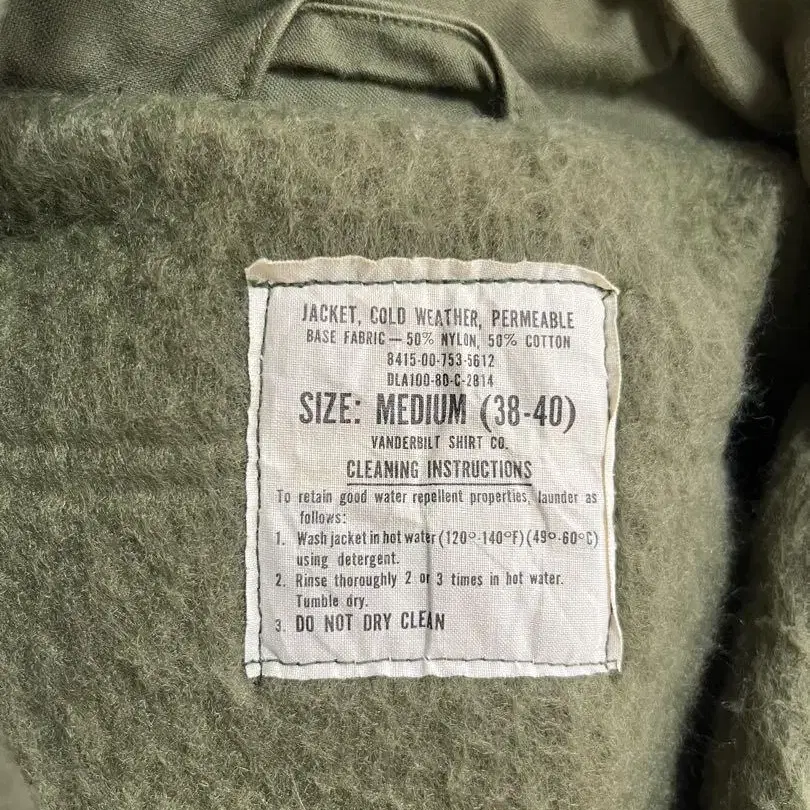 JACKET, COLD WEATHER, PERMEABLE
BASE FABRIC — 50% NYLON, 50% COTTON
8415-00-753-5612
DLA100-80-C-2814
SIZE: MEDIUM (38-40)
VANDERBILT SHIRT CO.
CLEANING INSTRUCTIONS
To retain good water repellent properties, launder as
follows:
1. Wash jacket in hot water (120°-140°F)(49°-60°C)
using detergent.
2. Rinse thoroughly 2 or 3 times in hot water.
Tumble dry.
3. DO NOT DRY CLEAN